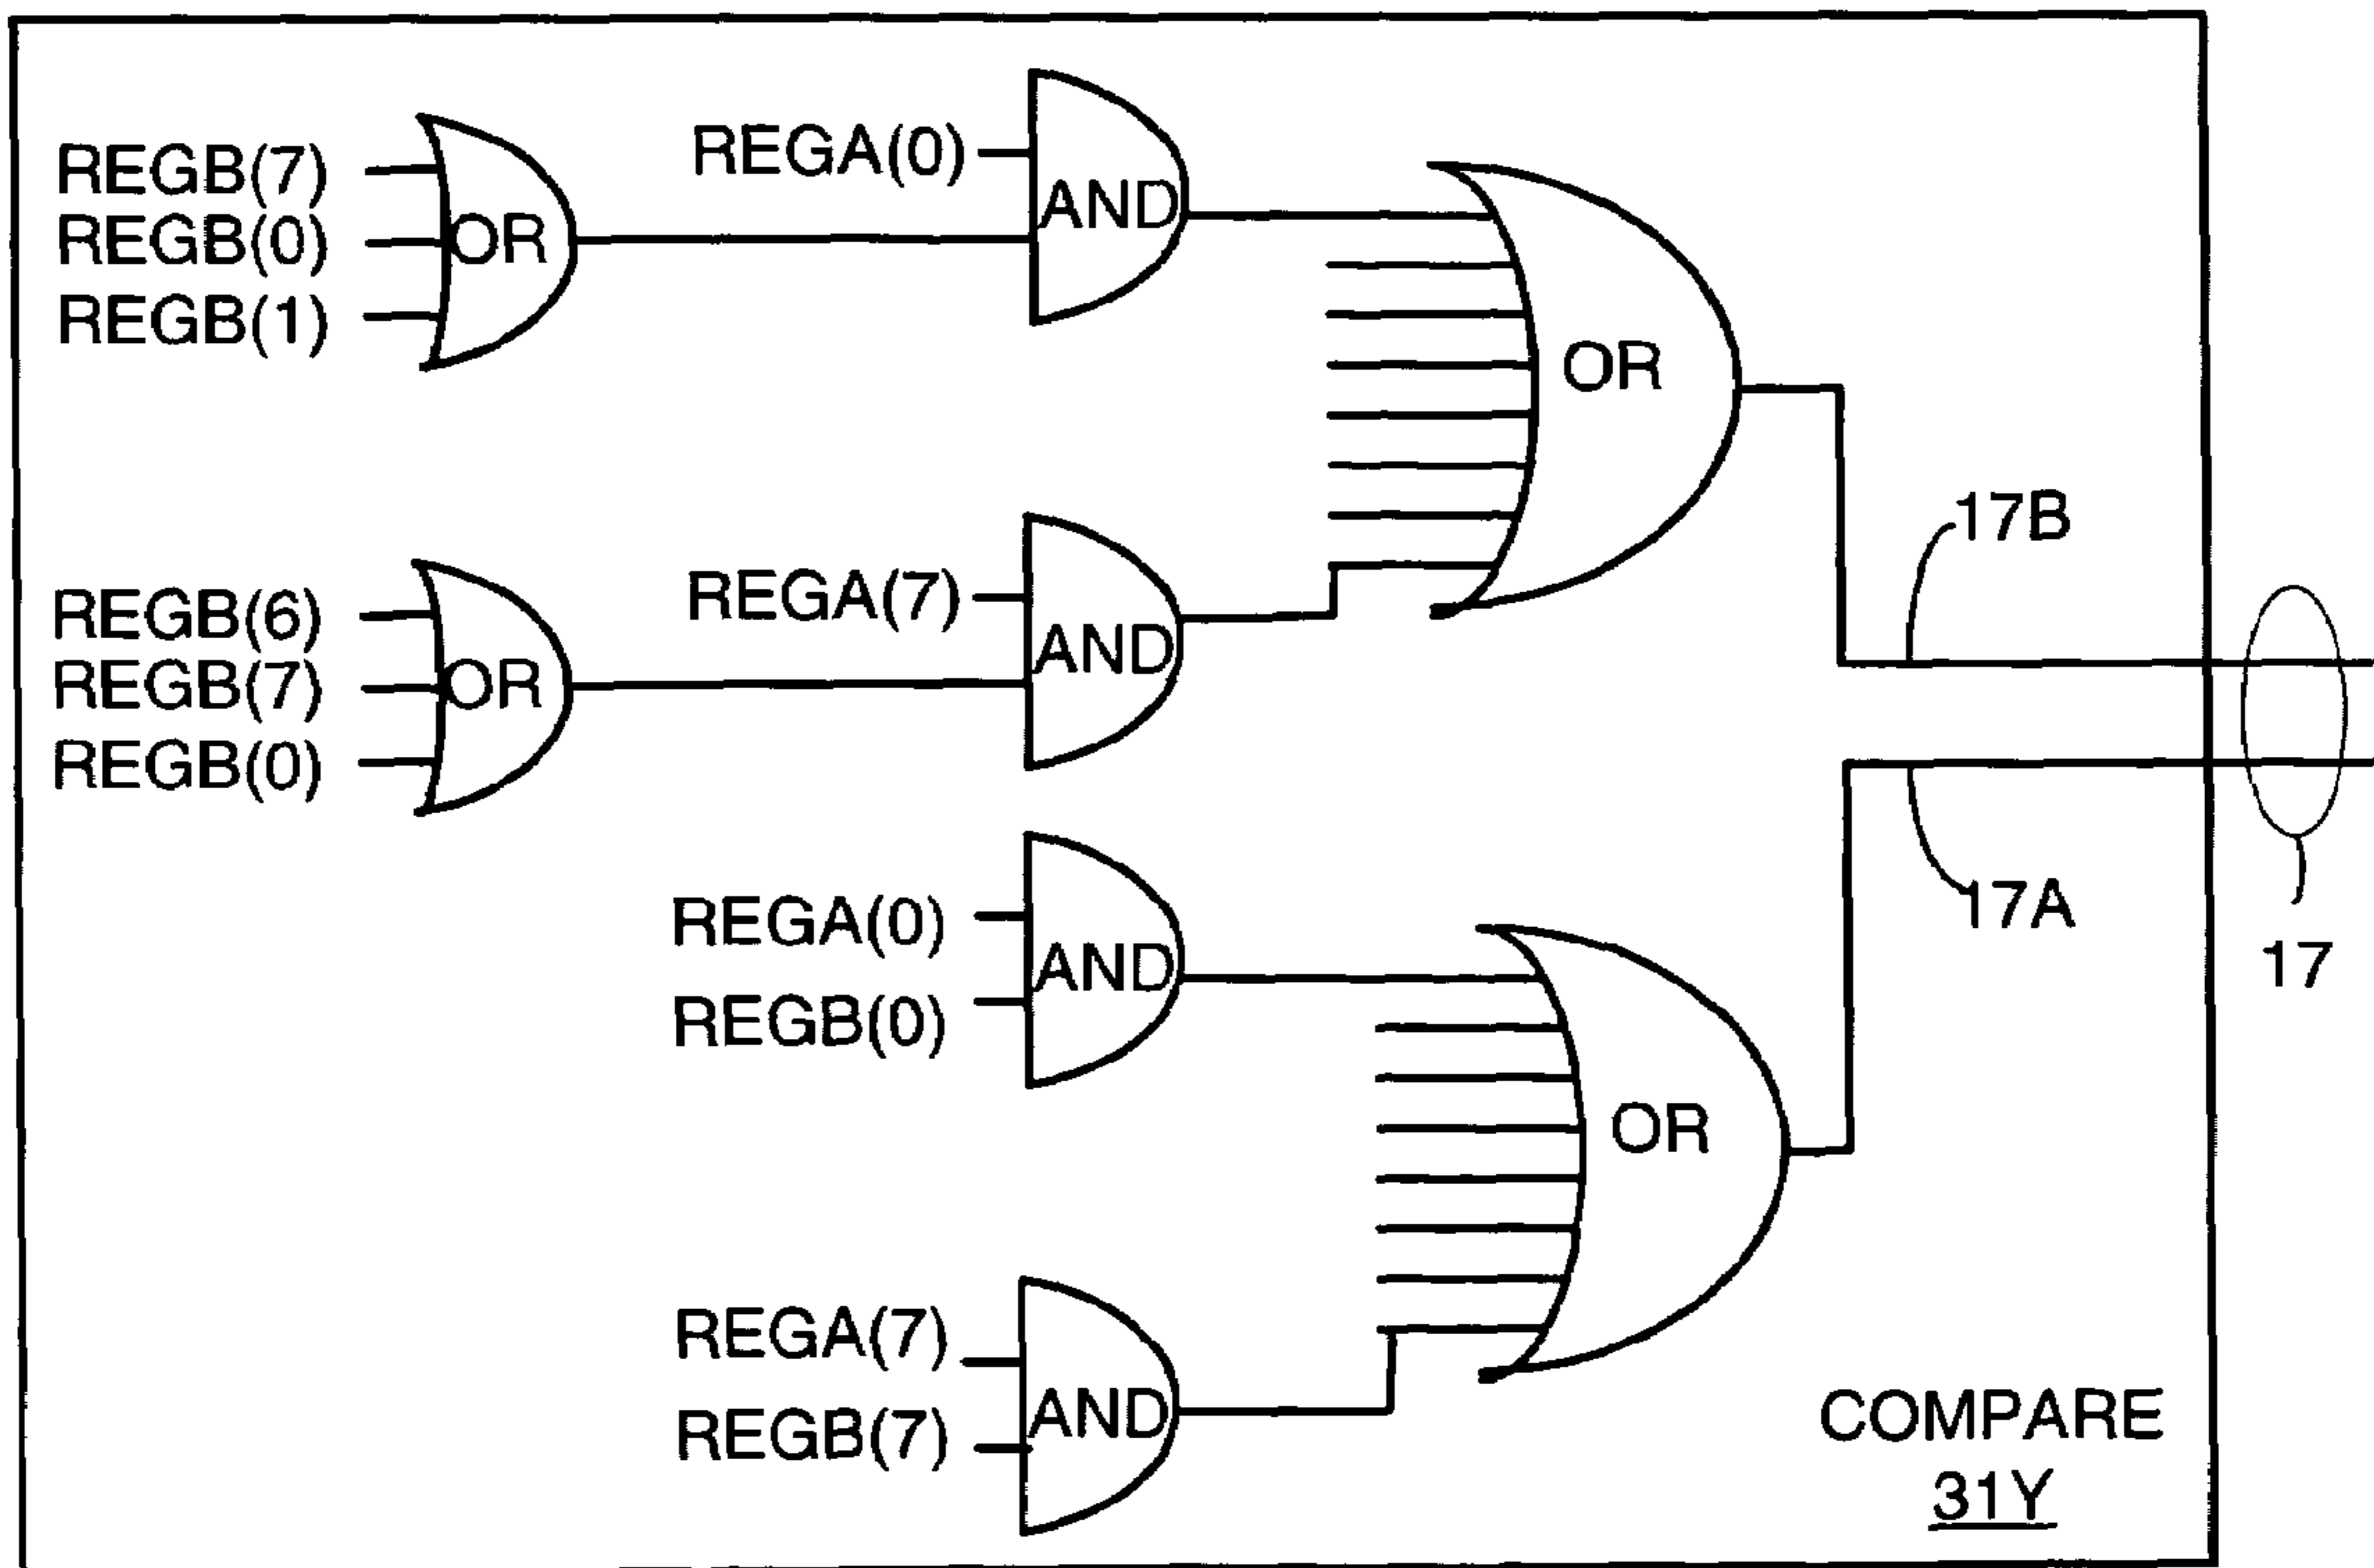 REGB(7)
REGB(0)
REGB(1)
OR
REGA(0)
AND
OR
REGB(6)
REGB(7)
REGB(0)
OR
REGA(7)
AND
17B
17A
17
REGA(0)
REGB(0)
AND
OR
REGA(7)
REGB(7)
AND
COMPARE
31Y